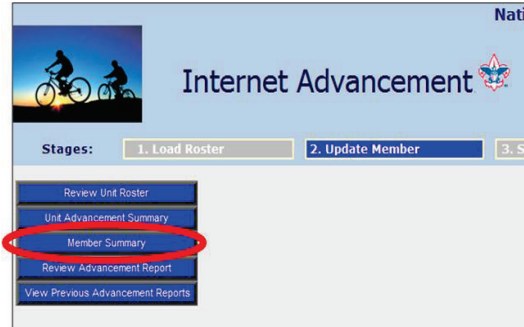 Nati
Internet Advancement
Stages: 1. Load Roster 2. Update Member 3. S
Review Unit Roster
Unit Advancement Summary
Member Summary
Review Advancement Report
View Previous Advancement Reports